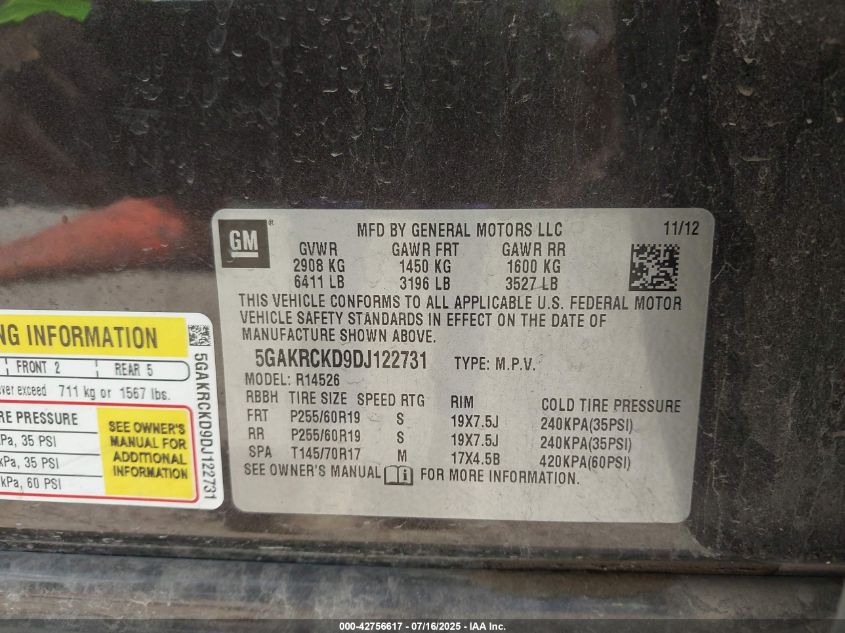 GM ®
MFD BY GENERAL MOTORS LLC 11/12
GVWR GAWR FRT GAWR RR
2908 KG 1450 KG 1600 KG
6411 LB 3196 LB 3527 LB
THIS VEHICLE CONFORMS TO ALL APPLICABLE U.S. FEDERAL MOTOR
VEHICLE SAFETY STANDARDS IN EFFECT ON THE DATE OF
MANUFACTURE SHOWN ABOVE.
5GAKRCKD9DJ122731 TYPE: M.P.V.
MODEL: R14526
RBBH TIRE SIZE SPEED RTG RIM COLD TIRE PRESSURE
FRT P255/60R19 S 19X7.5J 240KPA(35PSI)
RR P255/60R19 S 19X7.5J 240KPA(35PSI)
SPA T145/70R17 M 17X4.5B 420KPA(60PSI)
SEE OWNER'S MANUAL FOR MORE INFORMATION.
NG INFORMATION
FRONT 2 REAR 5
ver exceed 711 kg or 1567 lbs.
RE PRESSURE
kPa, 35 PSI
kPa, 35 PSI
kPa, 60 PSI
SEE OWNER'S
MANUAL FOR
ADDITIONAL
INFORMATION
5GAKRCKD9DJ122731
000-42756617 - 07/16/2025 - IAA Inc.